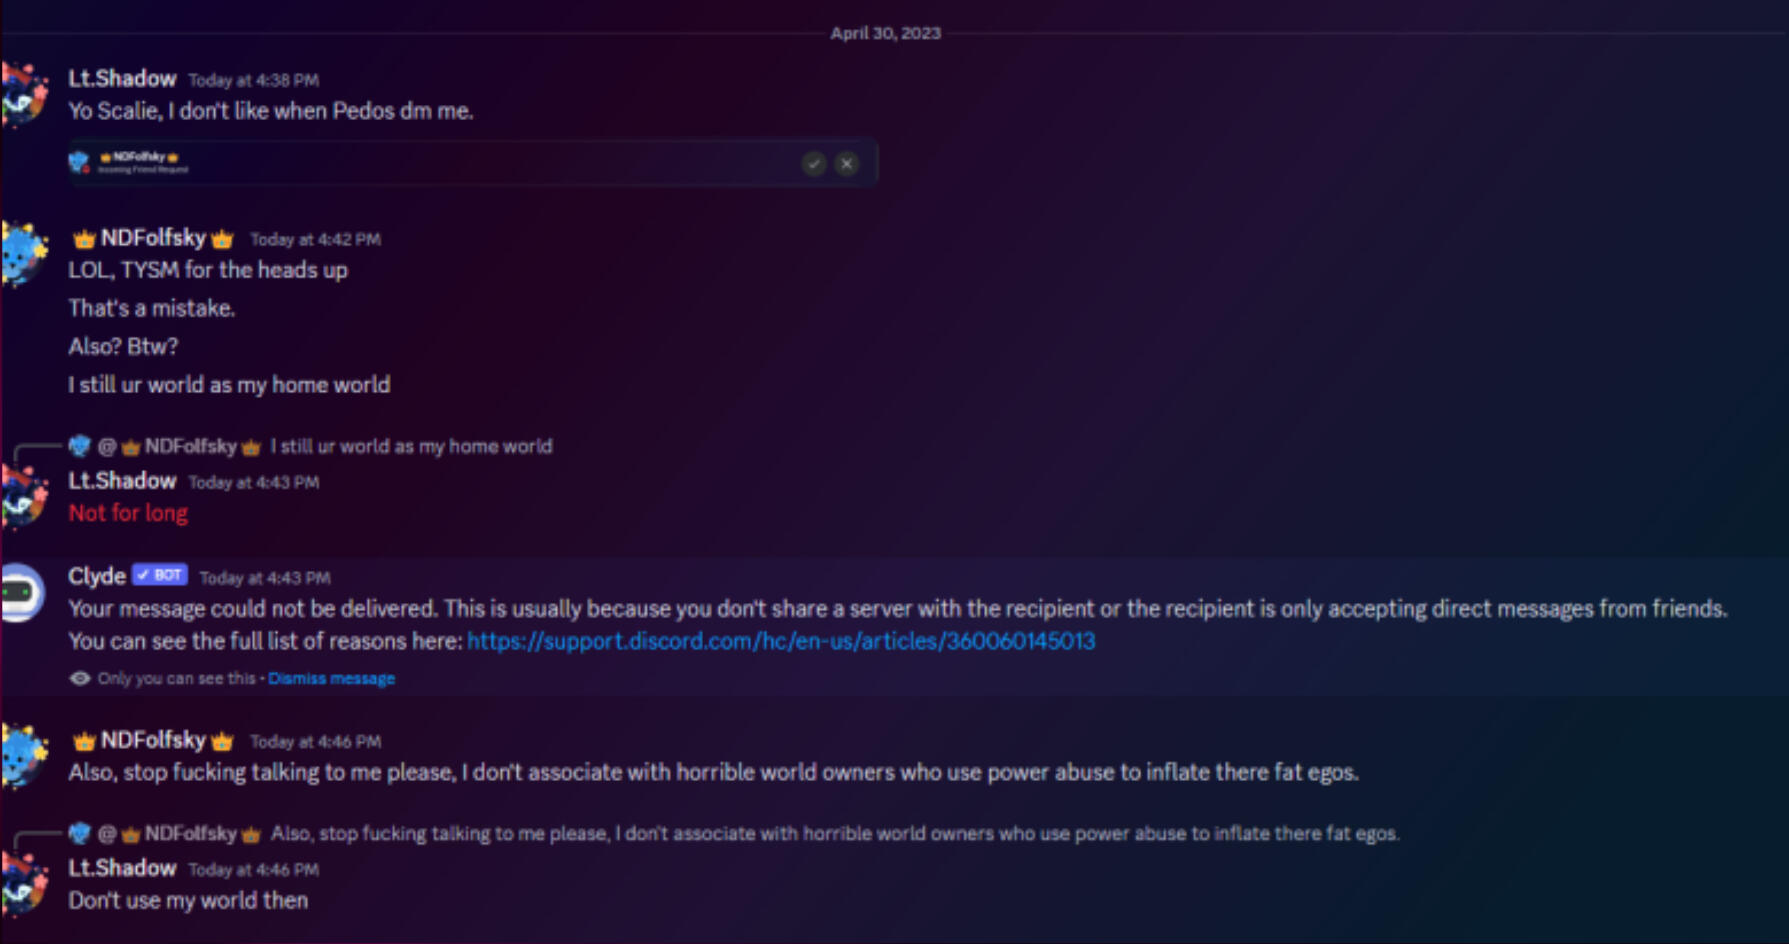 April 30, 2023
Lt.Shadow Today at 4:38 PM
Yo Scalie, I don't like when Pedos dm me.
NDFolfsky
Incoming Friend Request
NDFolfsky Today at 4:42 PM
LOL, TYSM for the heads up
That's a mistake.
Also? Btw?
I still ur world as my home world
@ NDFolfsky I still ur world as my home world
Lt.Shadow Today at 4:43 PM
Not for long
Clyde BOT Today at 4:43 PM
Your message could not be delivered. This is usually because you don't share a server with the recipient or the recipient is only accepting direct messages from friends.
You can see the full list of reasons here: https://support.discord.com/hc/en-us/articles/360060145013
Only you can see this • Dismiss message
NDFolfsky Today at 4:46 PM
Also, stop fucking talking to me please, I don't associate with horrible world owners who use power abuse to inflate there fat egos.
@ NDFolfsky Also, stop fucking talking to me please, I don't associate with horrible world owners who use power abuse to inflate there fat egos.
Lt.Shadow Today at 4:46 PM
Don't use my world then